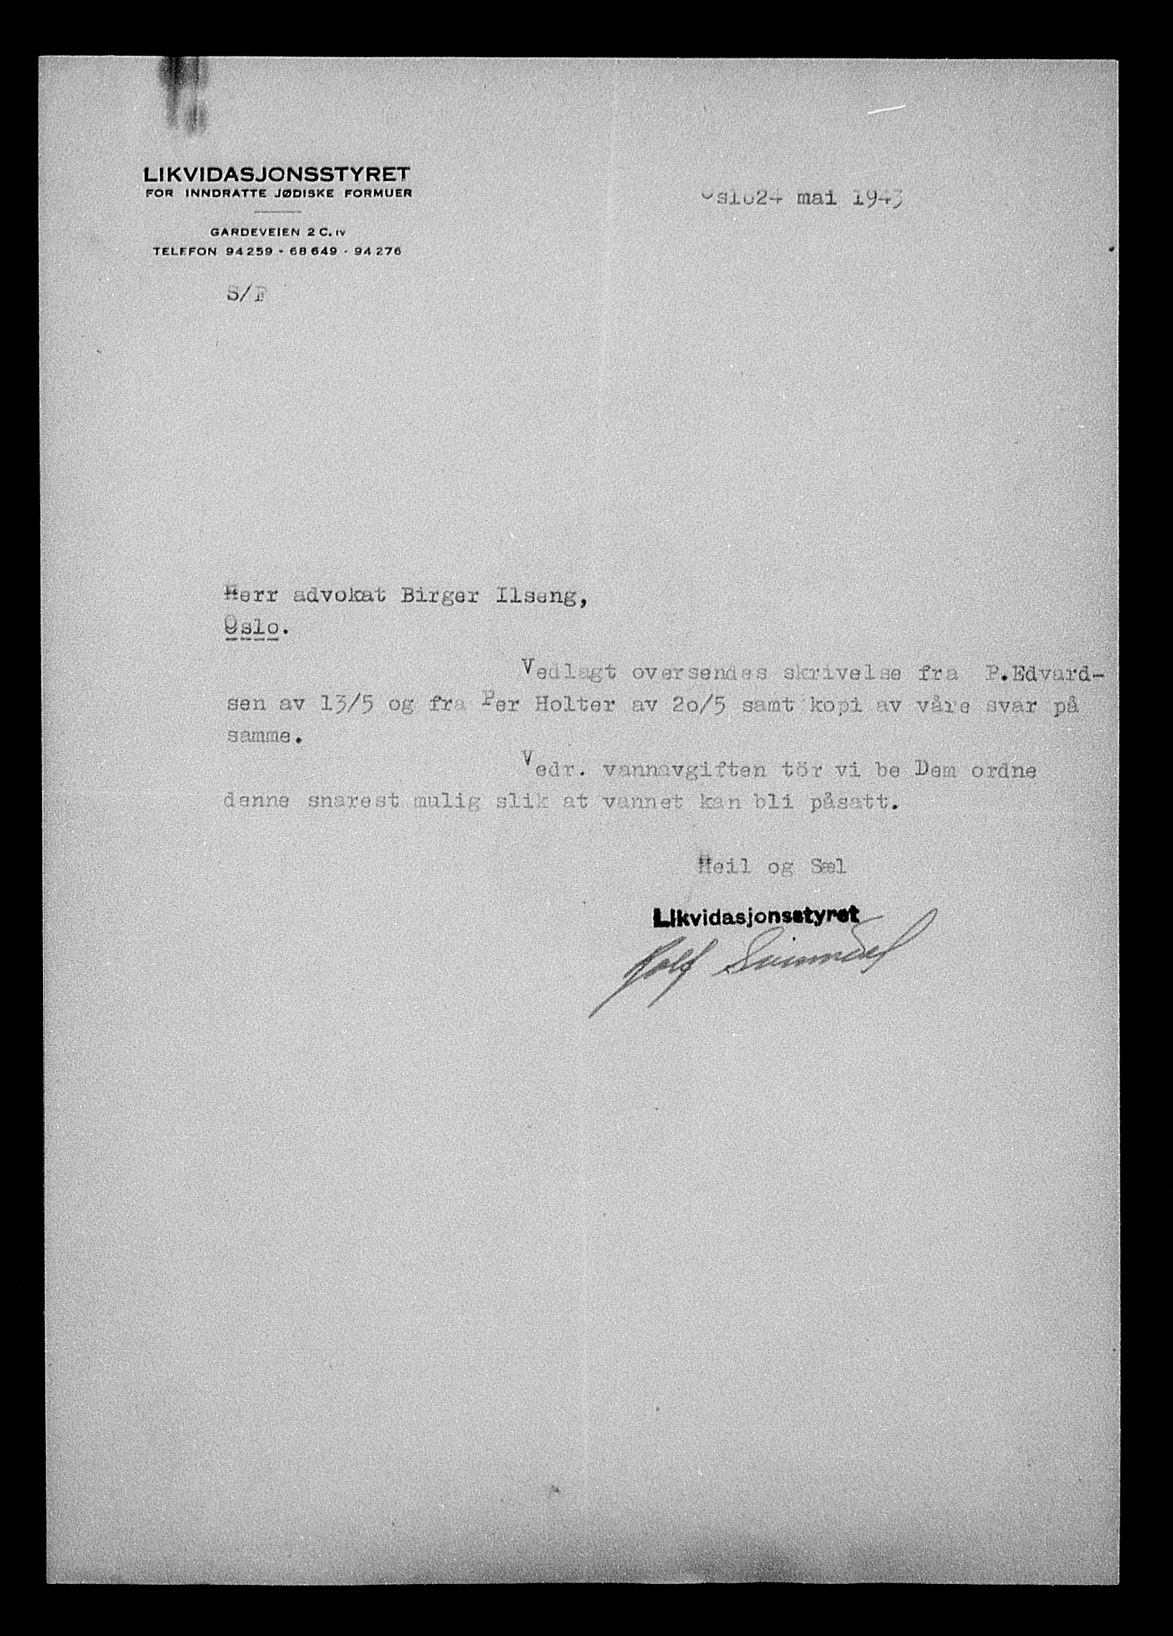 LIKVIDASJONSSTYRET
FOR INNDRATTE JØDISKE FORMUER
GARDEVEIEN 2 C. IV
TELEFON 94259 - 68649 - 94276
Oslo24 mai 1943
S/F
Herr advokat Birger Ilseng,
Oslo.
Vedlagt oversendes skrivelse fra P.Edvard-
sen av 13/5 og fra Per Holter av 2o/5 samt kopi av våre svar på
samme.
Vedr. vannavgiften tör vi be Dem ordne
denne snarest mulig slik at vannet kan bli påsatt.
Heil og Sæl
Likvidasjonsstyret
Rolf